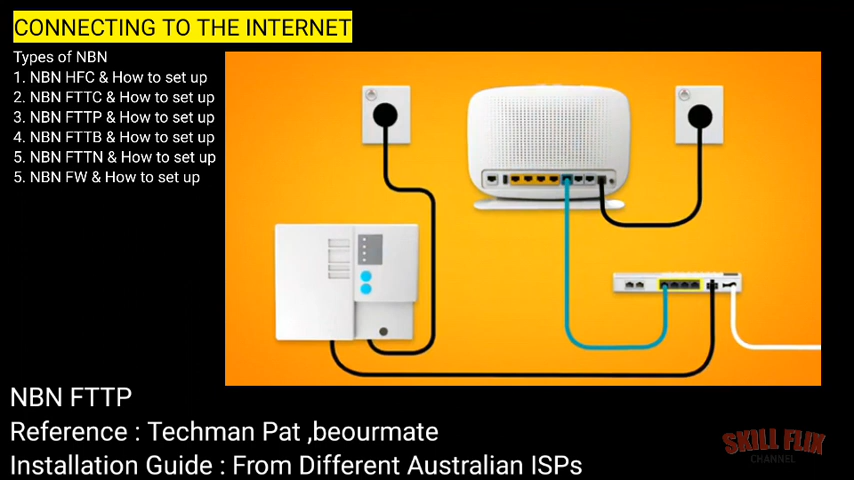 CONNECTING TO THE INTERNET
Types of NBN
1. NBN HFC & How to set up
2. NBN FTTC & How to set up
3. NBN FTTP & How to set up
4. NBN FTTB & How to set up
5. NBN FTTN & How to set up
5. NBN FW & How to set up
NBN FTTP
Reference : Techman Pat ,beourmate
Installation Guide : From Different Australian ISPs
SKILL FLIX
CHANNEL